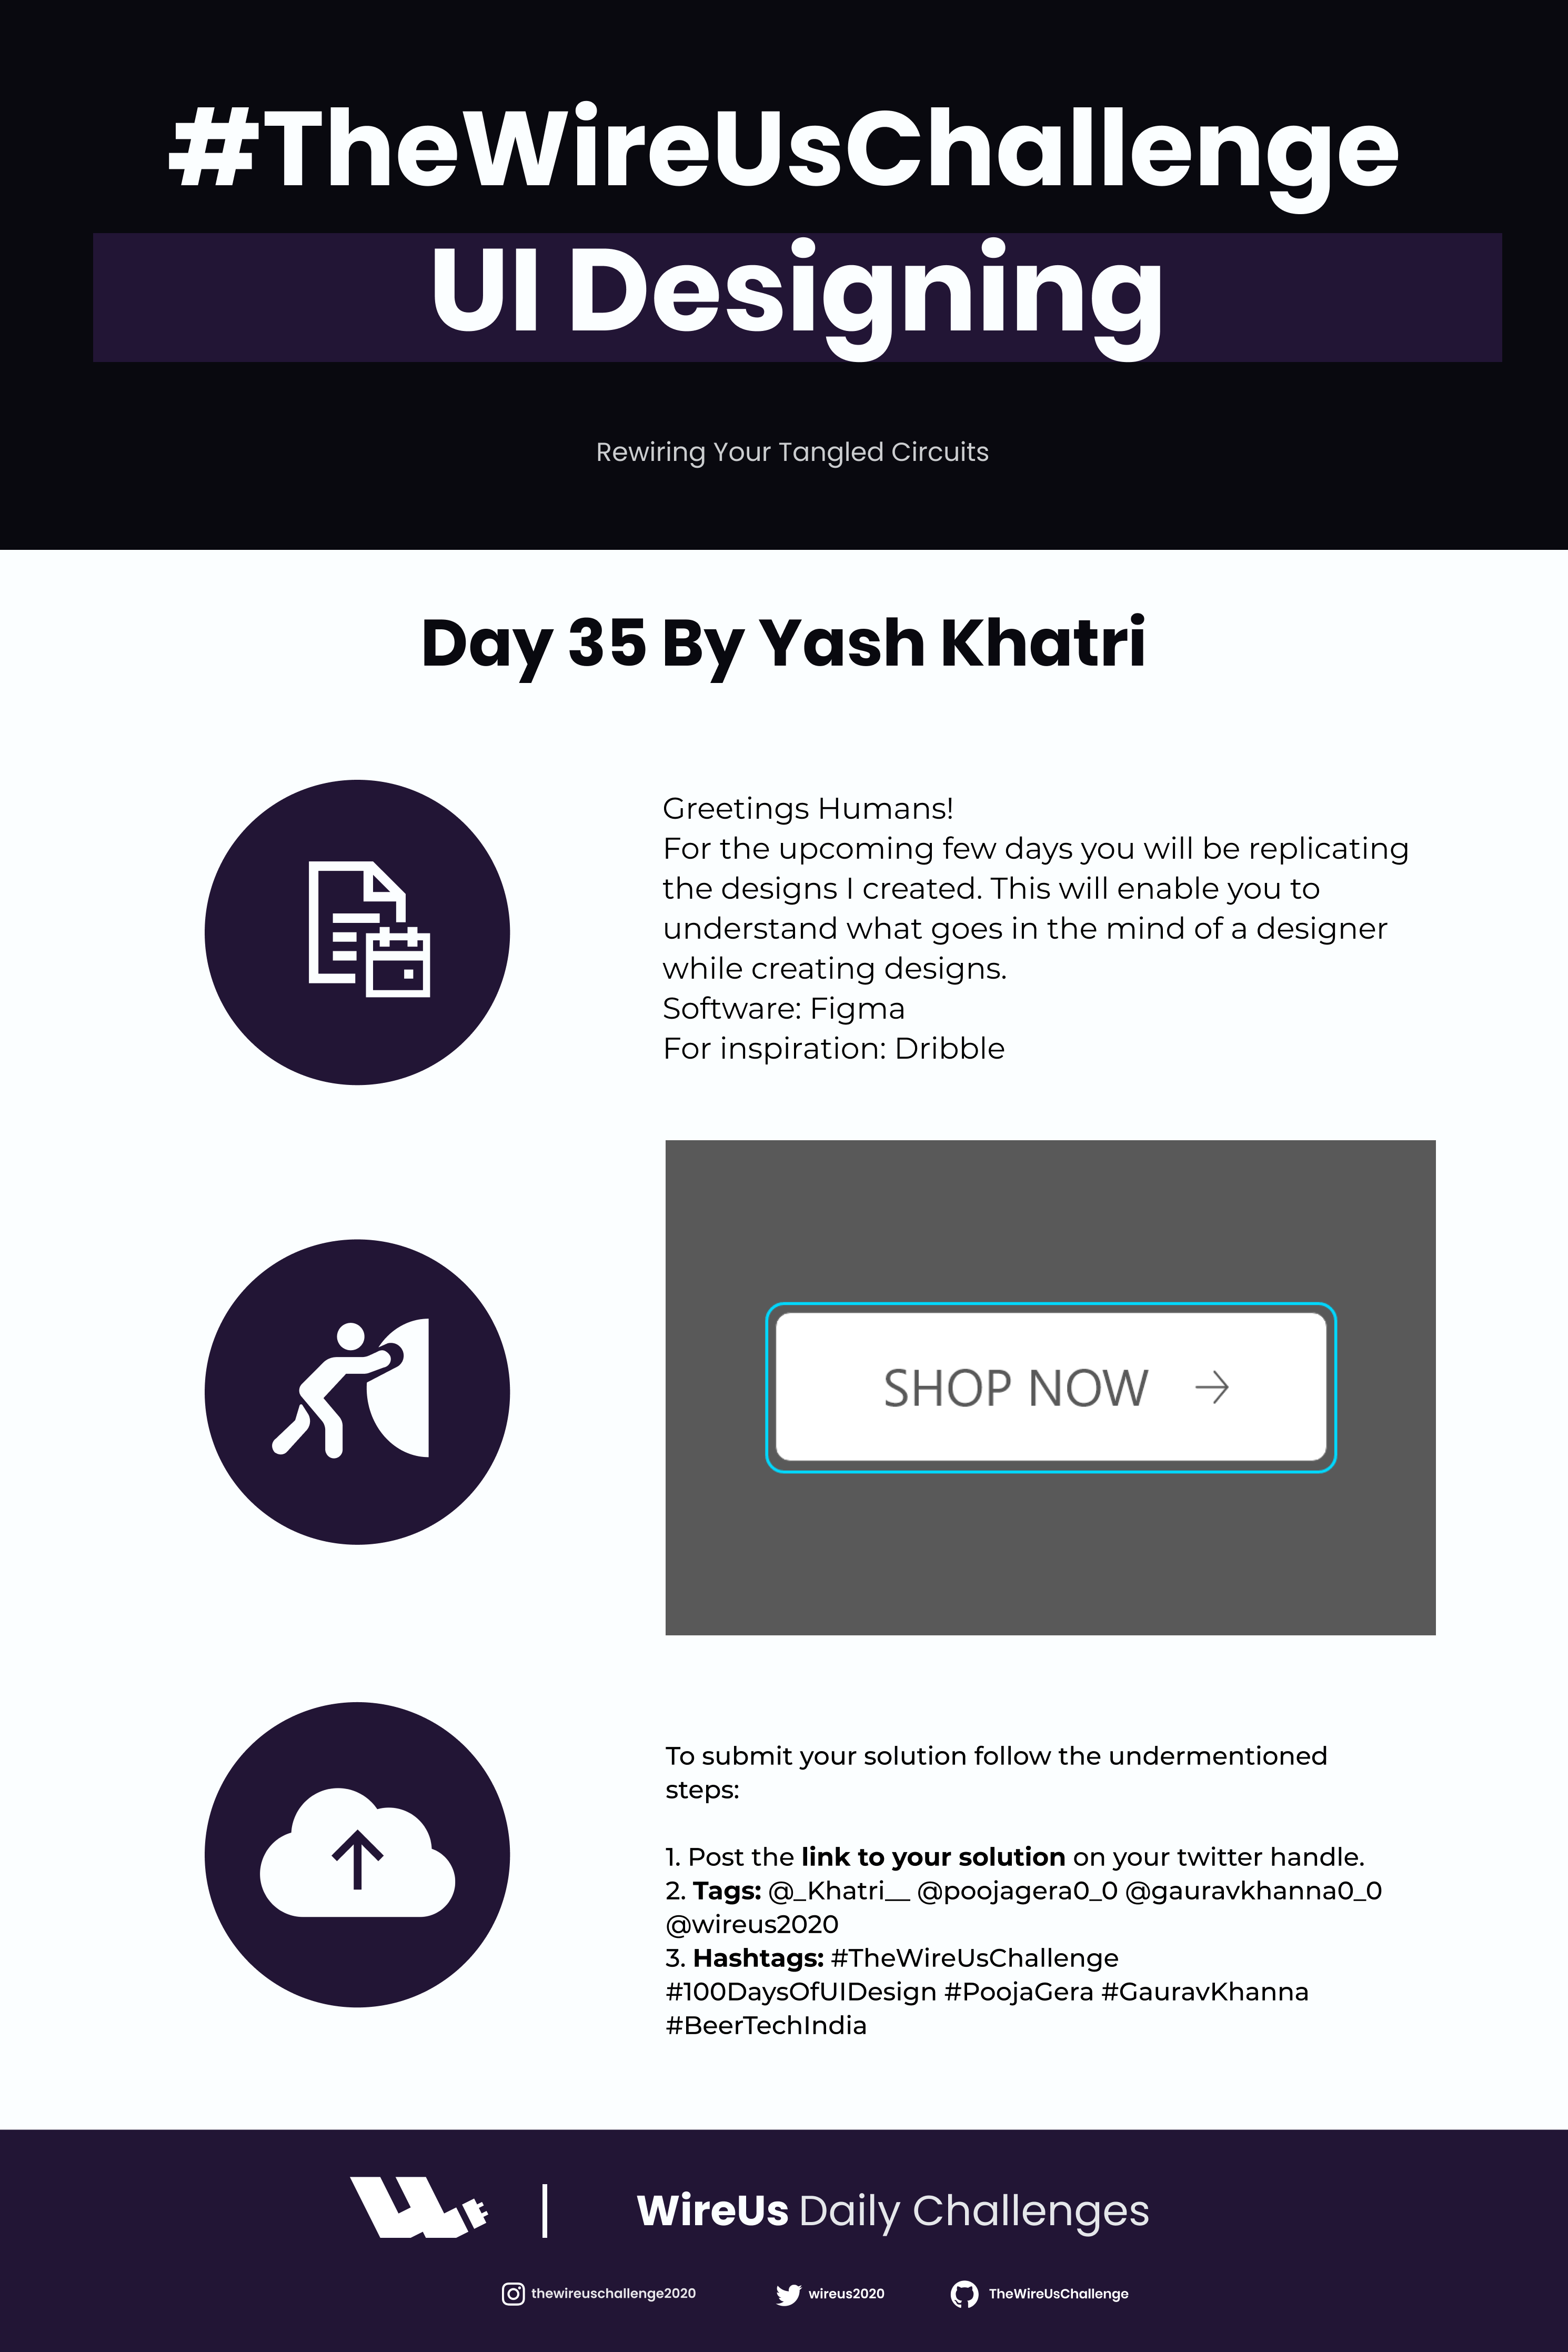 #TheWireUsChallenge
UI Designing
Rewiring Your Tangled Circuits
Day 35 By Yash Khatri
Greetings Humans!
For the upcoming few days you will be replicating
the designs I created. This will enable you to
understand what goes in the mind of a designer
while creating designs.
Software: Figma
For inspiration: Dribble
SHOP NOW
To submit your solution follow the undermentioned
steps:
1. Post the link to your solution on your twitter handle.
2. Tags: @_Khatri__ @poojagera0_0 @gauravkhanna0_0
@wireus2020
3. Hashtags: #TheWireUsChallenge
#100DaysOfUIDesign #PoojaGera #GauravKhanna
#BeerTechIndia
WireUs Daily Challenges
thewireuschallenge2020 wireus2020 TheWireUsChallenge